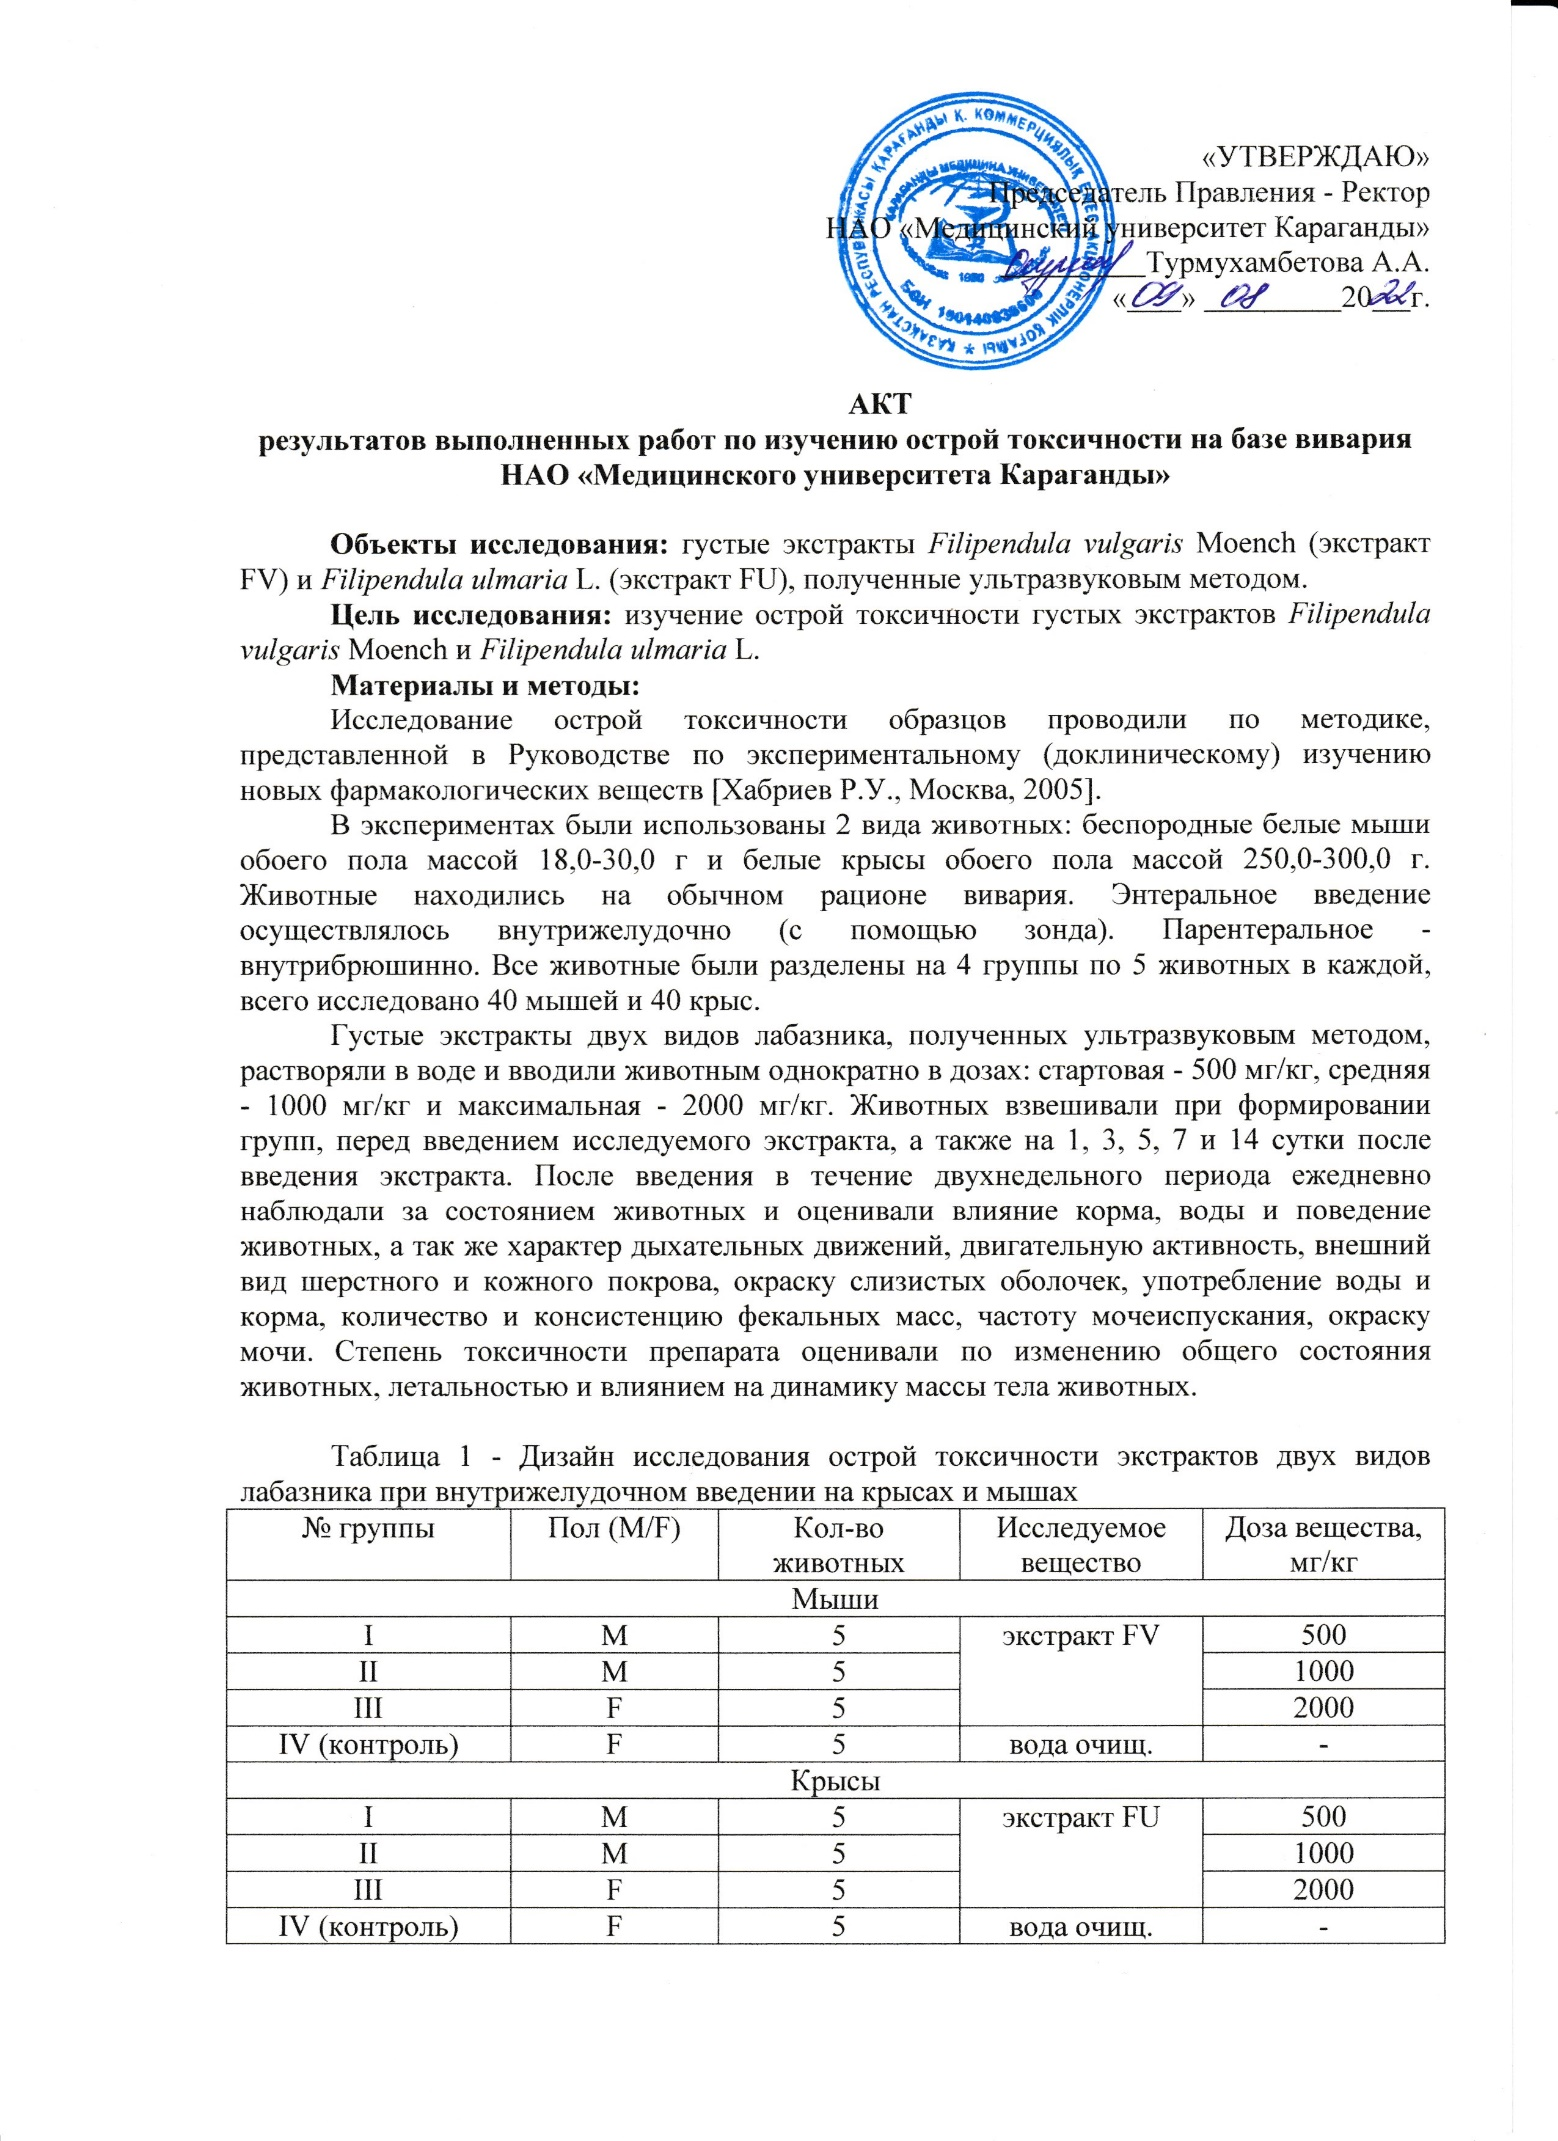 ҚАЗАҚСТАН РЕСПУБЛИКАСЫ ҚАРАҒАНДЫ Қ. КОММЕРЦИЯЛЫҚ ЕМЕС АКЦИОНЕРЛІК ҚОҒАМЫ *
ҚАРАҒАНДЫ МЕДИЦИНА УНИВЕРСИТЕТІ
1950
БСН 190140033600
«УТВЕРЖДАЮ»
Председатель Правления - Ректор
НАО «Медицинский университет Караганды»
__________Турмухамбетова А.А.
«09» 08 2022г.
АКТ
результатов выполненных работ по изучению острой токсичности на базе вивария
НАО «Медицинского университета Караганды»
Объекты исследования: густые экстракты Filipendula vulgaris Moench (экстракт
FV) и Filipendula ulmaria L. (экстракт FU), полученные ультразвуковым методом.
Цель исследования: изучение острой токсичности густых экстрактов Filipendula
vulgaris Moench и Filipendula ulmaria L.
Материалы и методы:
Исследование острой токсичности образцов проводили по методике,
представленной в Руководстве по экспериментальному (доклиническому) изучению
новых фармакологических веществ [Хабриев Р.У., Москва, 2005].
В экспериментах были использованы 2 вида животных: беспородные белые мыши
обоего пола массой 18,0-30,0 г и белые крысы обоего пола массой 250,0-300,0 г.
Животные находились на обычном рационе вивария. Энтеральное введение
осуществлялось внутрижелудочно (с помощью зонда). Парентеральное -
внутрибрюшинно. Все животные были разделены на 4 группы по 5 животных в каждой,
всего исследовано 40 мышей и 40 крыс.
Густые экстракты двух видов лабазника, полученных ультразвуковым методом,
растворяли в воде и вводили животным однократно в дозах: стартовая - 500 мг/кг, средняя
- 1000 мг/кг и максимальная - 2000 мг/кг. Животных взвешивали при формировании
групп, перед введением исследуемого экстракта, а также на 1, 3, 5, 7 и 14 сутки после
введения экстракта. После введения в течение двухнедельного периода ежедневно
наблюдали за состоянием животных и оценивали влияние корма, воды и поведение
животных, а так же характер дыхательных движений, двигательную активность, внешний
вид шерстного и кожного покрова, окраску слизистых оболочек, употребление воды и
корма, количество и консистенцию фекальных масс, частоту мочеиспускания, окраску
мочи. Степень токсичности препарата оценивали по изменению общего состояния
животных, летальностью и влиянием на динамику массы тела животных.
Таблица 1 - Дизайн исследования острой токсичности экстрактов двух видов
лабазника при внутрижелудочном введении на крысах и мышах
№ группы Пол (M/F) Кол-во животных Исследуемое вещество Доза вещества, мг/кг
Мыши
I M 5 экстракт FV 500
II M 5 1000
III F 5 2000
IV (контроль) F 5 вода очищ. -
Крысы
I M 5 экстракт FU 500
II M 5 1000
III F 5 2000
IV (контроль) F 5 вода очищ. -